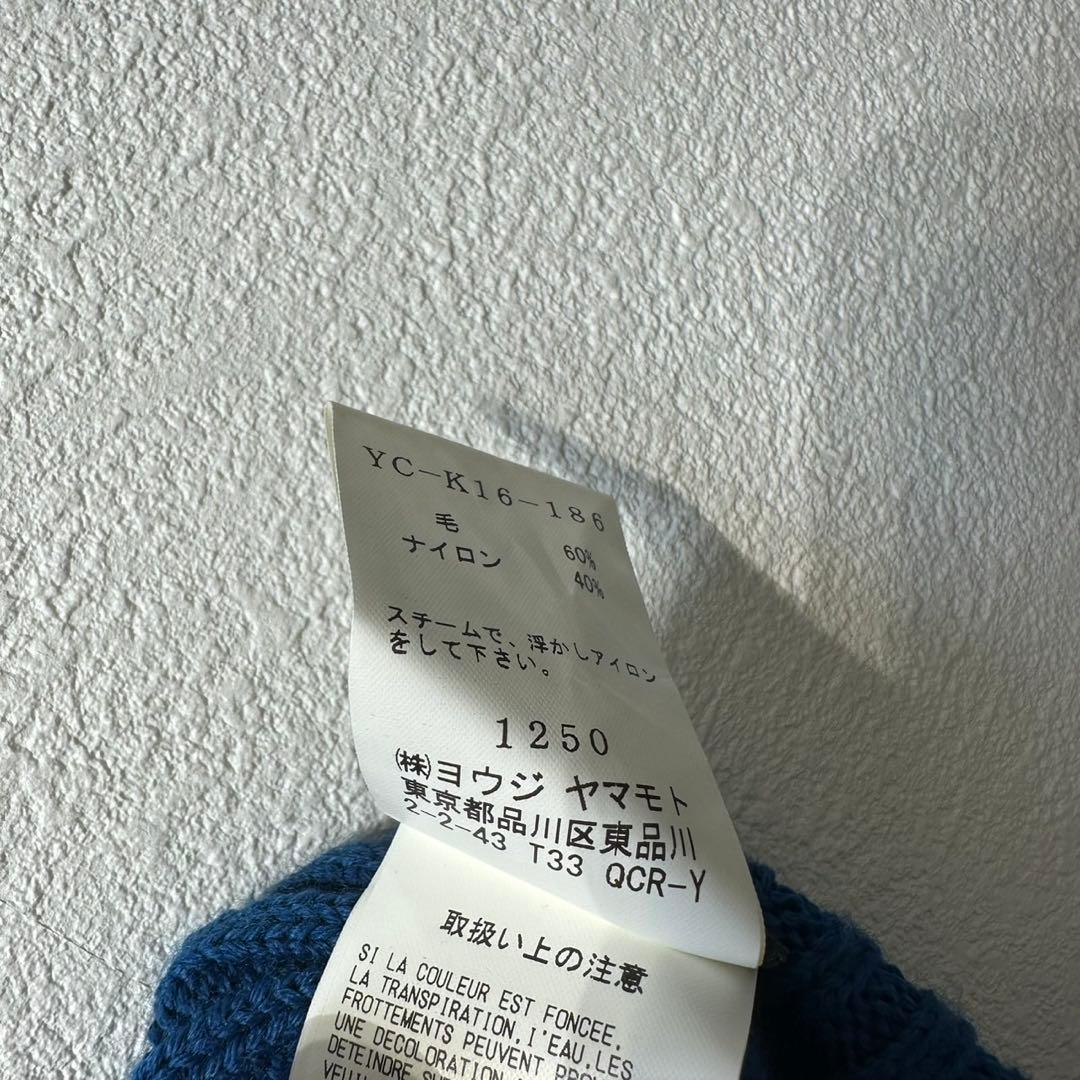 YC-K16-186
毛 60%
ナイロン 40%
スチームで、浮かしアイロン
をして下さい。
1250
㈱ヨウジ ヤマモト
東京都品川区東品川
2-2-43 T33 QCR-Y
取扱い上の注意
SI LA COULEUR EST FONCEE,
LA TRANSPIRATION,I'EAU,LES
FROTTEMENTS PEUVENT
UNE DECOLORATION
DETEINDRE